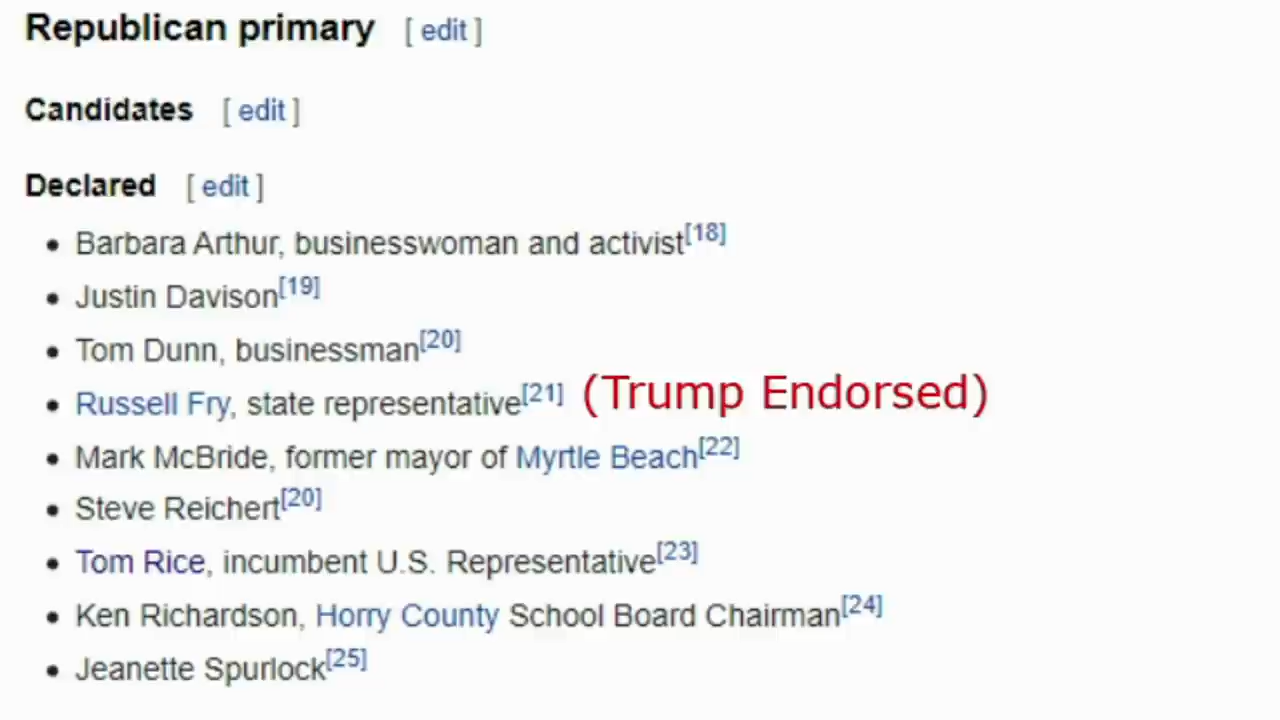 Republican primary [ edit ]
Candidates [ edit ]
Declared [ edit ]
• Barbara Arthur, businesswoman and activist[18]
• Justin Davison[19]
• Tom Dunn, businessman[20]
• Russell Fry, state representative[21] (Trump Endorsed)
• Mark McBride, former mayor of Myrtle Beach[22]
• Steve Reichert[20]
• Tom Rice, incumbent U.S. Representative[23]
• Ken Richardson, Horry County School Board Chairman[24]
• Jeanette Spurlock[25]